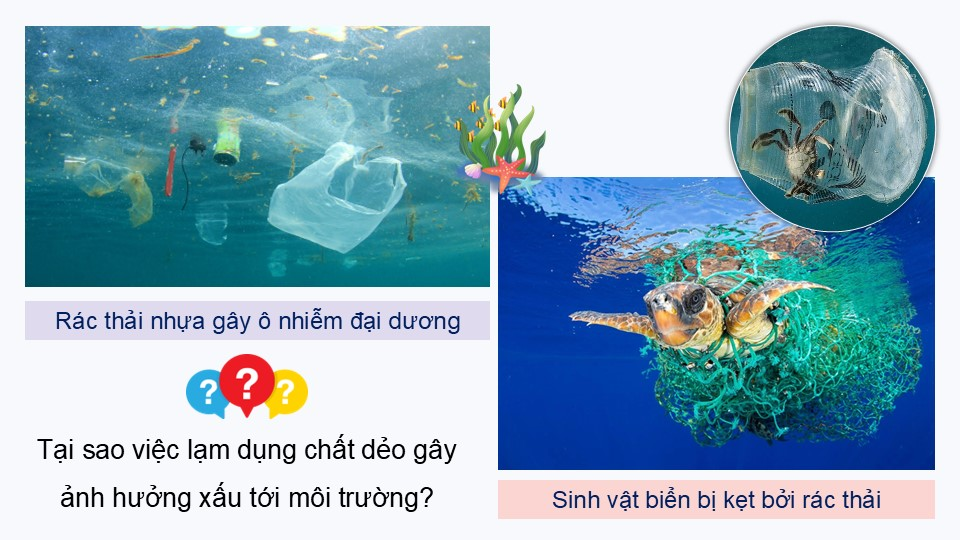 Rác thải nhựa gây ô nhiễm đại dương
? ? ?
Tại sao việc lạm dụng chất dẻo gây
ảnh hưởng xấu tới môi trường?
Sinh vật biển bị kẹt bởi rác thải